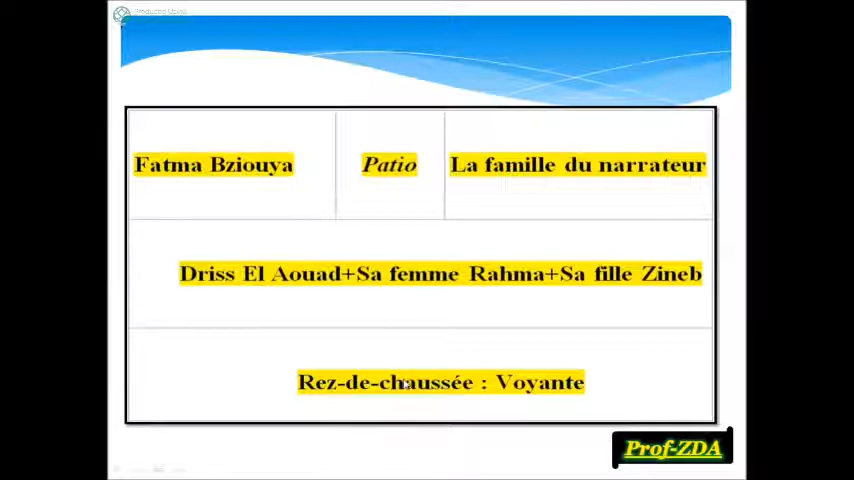 Fatma Bziouya
Patio
La famille du narrateur
Driss El Aouad+Sa femme Rahma+Sa fille Zineb
Rez-de-chaussée : Voyante
Prof-ZDA